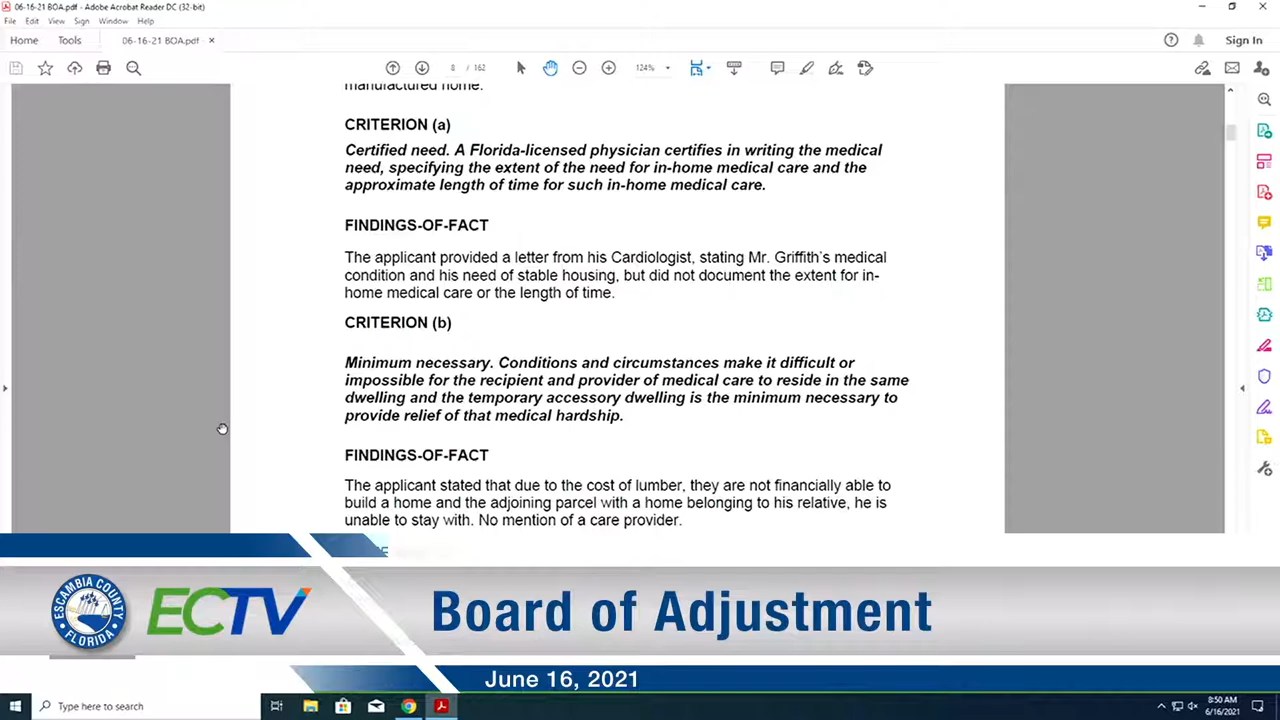 06-16-21 BOA.pdf - Adobe Acrobat Reader DC (32-bit)
File Edit View Sign Window Help
Home Tools 06-16-21 BOA.pdf Sign In
8 / 162 124%
manufactured home.
CRITERION (a)
Certified need. A Florida-licensed physician certifies in writing the medical
need, specifying the extent of the need for in-home medical care and the
approximate length of time for such in-home medical care.
FINDINGS-OF-FACT
The applicant provided a letter from his Cardiologist, stating Mr. Griffith's medical
condition and his need of stable housing, but did not document the extent for in-
home medical care or the length of time.
CRITERION (b)
Minimum necessary. Conditions and circumstances make it difficult or
impossible for the recipient and provider of medical care to reside in the same
dwelling and the temporary accessory dwelling is the minimum necessary to
provide relief of that medical hardship.
FINDINGS-OF-FACT
The applicant stated that due to the cost of lumber, they are not financially able to
build a home and the adjoining parcel with a home belonging to his relative, he is
unable to stay with. No mention of a care provider.
ESCAMBIA COUNTY
FLORIDA
ECTV
Board of Adjustment
June 16, 2021
Type here to search
8:50 AM
6/16/2021